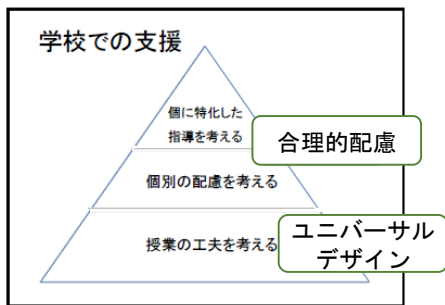 学校での支援
個に特化した
指導を考える
合理的配慮
個別の配慮を考える
ユニバーサル
デザイン
授業の工夫を考える